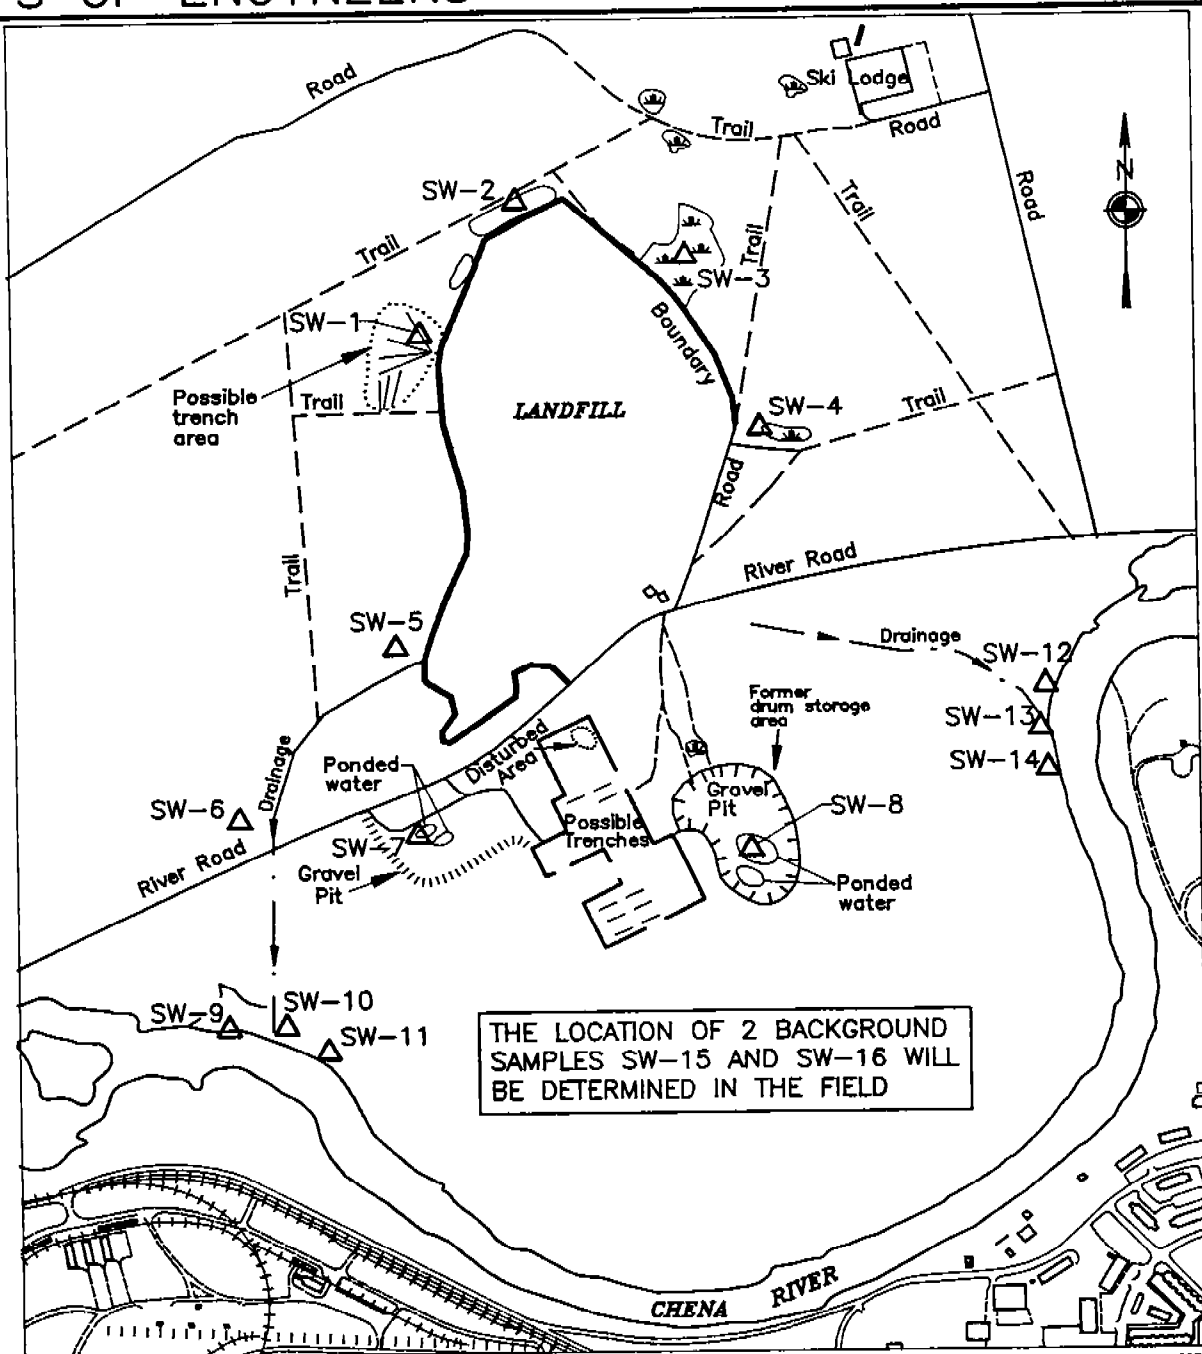 S OF ENGINEERS
Road
Ski Lodge
Trail
Road
SW-2
Trail
Road
N
Trail
Trail
SW-3
SW-1
Boundary
Possible
trench
area
Trail
LANDFILL
SW-4
Trail
Road
Trail
River Road
SW-5
Drainage
SW-12
Former
drum storage
area
SW-13
Drainage
Disturbed
Area
Ponded
water
SW-14
SW-6
Gravel
Pit
SW-8
Possible
Trenches
SW-7
River Road
Gravel
Pit
Ponded
water
SW-9
SW-10
SW-11
THE LOCATION OF 2 BACKGROUND
SAMPLES SW-15 AND SW-16 WILL
BE DETERMINED IN THE FIELD
CHENA RIVER